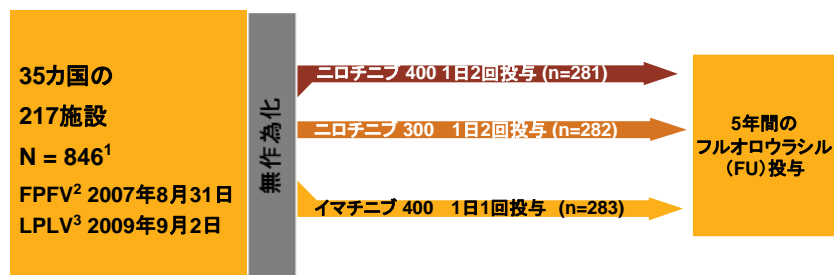 35カ国の
217施設
N = 846¹
FPFV² 2007年8月31日
LPLV³ 2009年9月2日
無作為化
ニロチニブ 400 1日2回投与 (n=281)
ニロチニブ 300 1日2回投与 (n=282)
イマチニブ 400 1日1回投与 (n=283)
5年間の
フルオロウラシル
(FU)投与